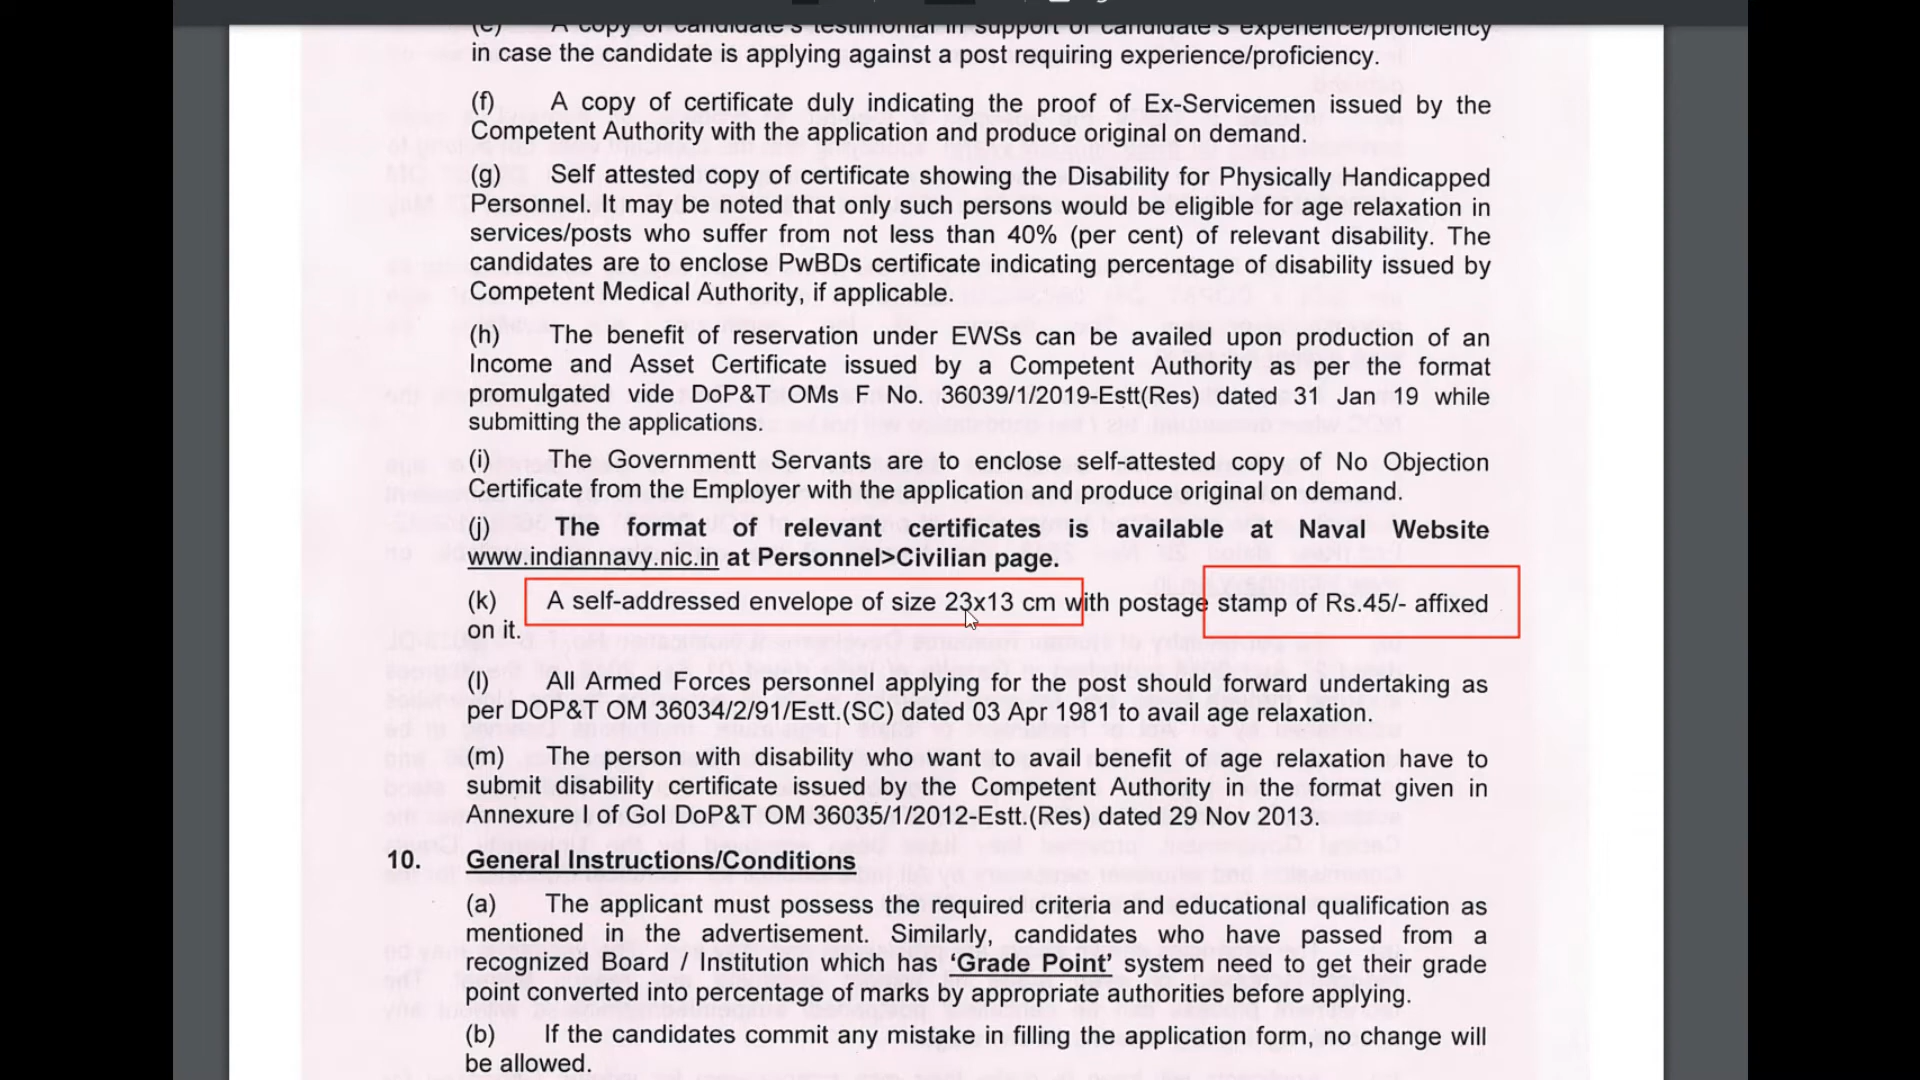 (e) A copy of candidate's testimonial in support of candidate's experience/proficiency
in case the candidate is applying against a post requiring experience/proficiency.
(f) A copy of certificate duly indicating the proof of Ex-Servicemen issued by the
Competent Authority with the application and produce original on demand.
(g) Self attested copy of certificate showing the Disability for Physically Handicapped
Personnel. It may be noted that only such persons would be eligible for age relaxation in
services/posts who suffer from not less than 40% (per cent) of relevant disability. The
candidates are to enclose PwBDs certificate indicating percentage of disability issued by
Competent Medical Authority, if applicable.
(h) The benefit of reservation under EWSs can be availed upon production of an
Income and Asset Certificate issued by a Competent Authority as per the format
promulgated vide DoP&T OMs F No. 36039/1/2019-Estt(Res) dated 31 Jan 19 while
submitting the applications.
(i) The Governmentt Servants are to enclose self-attested copy of No Objection
Certificate from the Employer with the application and produce original on demand.
(j) The format of relevant certificates is available at Naval Website
www.indiannavy.nic.in at Personnel>Civilian page.
(k) A self-addressed envelope of size 23x13 cm with postage stamp of Rs.45/- affixed
on it.
(l) All Armed Forces personnel applying for the post should forward undertaking as
per DOP&T OM 36034/2/91/Estt.(SC) dated 03 Apr 1981 to avail age relaxation.
(m) The person with disability who want to avail benefit of age relaxation have to
submit disability certificate issued by the Competent Authority in the format given in
Annexure I of GoI DoP&T OM 36035/1/2012-Estt.(Res) dated 29 Nov 2013.
10. General Instructions/Conditions
(a) The applicant must possess the required criteria and educational qualification as
mentioned in the advertisement. Similarly, candidates who have passed from a
recognized Board / Institution which has ‘Grade Point’ system need to get their grade
point converted into percentage of marks by appropriate authorities before applying.
(b) If the candidates commit any mistake in filling the application form, no change will
be allowed.